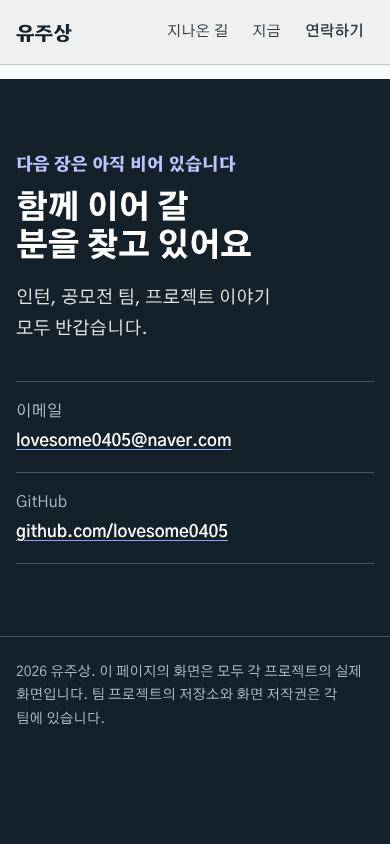 유주상
지나온 길
지금
연락하기
다음 장은 아직 비어 있습니다
함께 이어 갈
분을 찾고 있어요
인턴, 공모전 팀, 프로젝트 이야기
모두 반갑습니다.
이메일
lovesome0405@naver.com
GitHub
github.com/lovesome0405
2026 유주상. 이 페이지의 화면은 모두 각 프로젝트의 실제
화면입니다. 팀 프로젝트의 저장소와 화면 저작권은 각
팀에 있습니다.